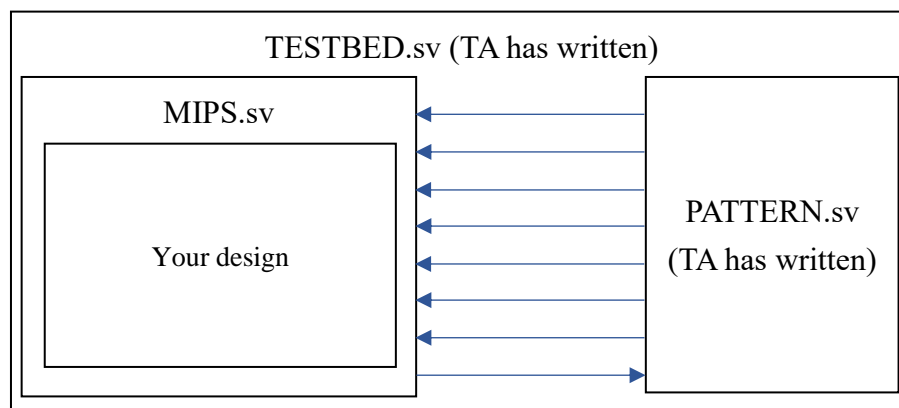 TESTBED.sv (TA has written)
MIPS.sv
Your design
PATTERN.sv
(TA has written)